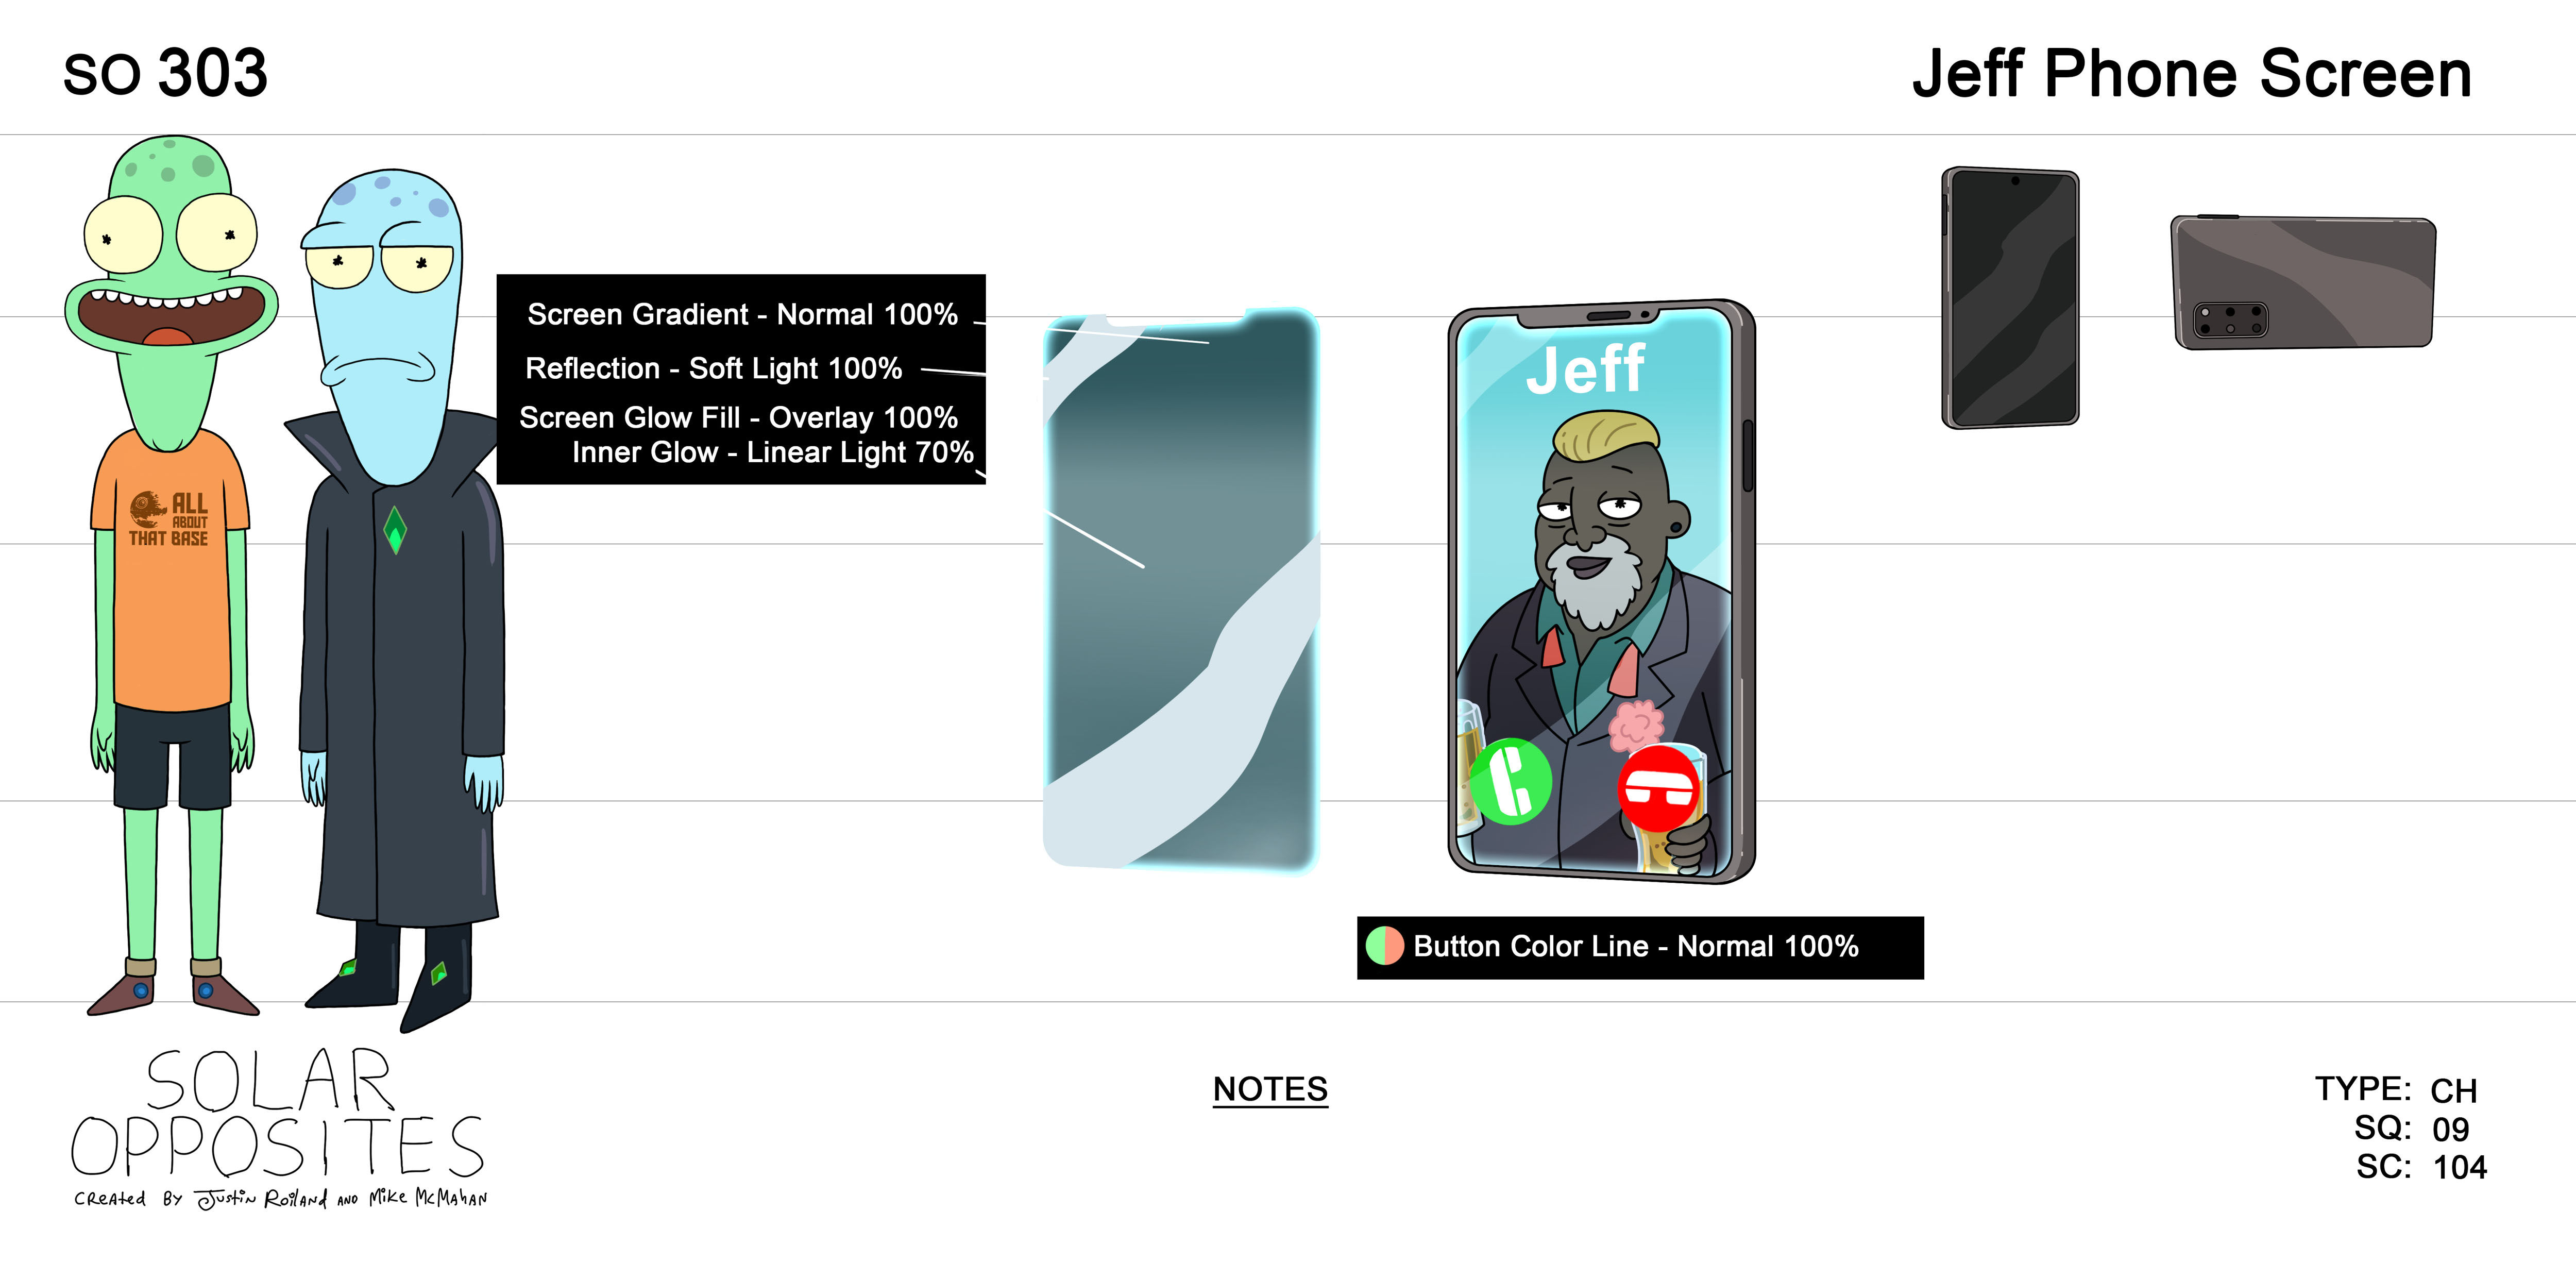 SO 303
Jeff Phone Screen
Screen Gradient - Normal 100%
Reflection - Soft Light 100%
Screen Glow Fill - Overlay 100%
Inner Glow - Linear Light 70%
Jeff
ALL
ABOUT
THAT BASE
Button Color Line - Normal 100%
SOLAR
OPPOSITES
CREATED BY JUSTIN ROILAND AND MIKE MCMAHAN
NOTES
TYPE: CH
SQ: 09
SC: 104